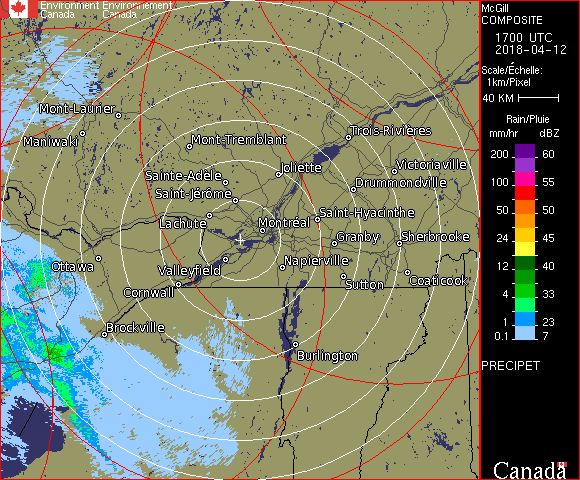 Environment Environnement
Canada Canada
McGill
COMPOSITE
1700 UTC
2018-04-12
Scale/Échelle:
1km/Pixel
40 KM
Rain/Pluie
mm/hr dBZ
200 60
100 55
50 50
24 45
12 40
4 33
1 23
0.1 7
PRECIPET
Canada
Mont-Laurier
Maniwaki
Mont-Tremblant
Trois-Rivières
Sainte-Adèle
Joliette
Victoriaville
Saint-Jérôme
Drummondville
Lachute
Montréal
Saint-Hyacinthe
Granby
Sherbrooke
Ottawa
Valleyfield
Napierville
Cornwall
Sutton
Coaticook
Brockville
Burlington